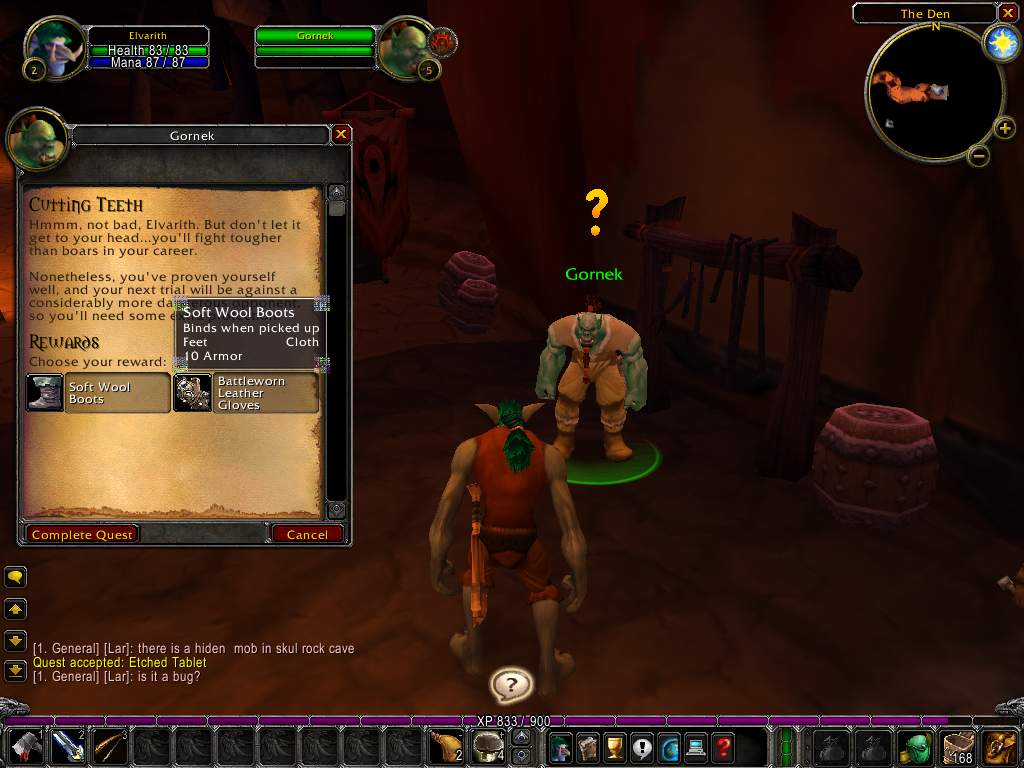 Elvarith
Health 83 / 83
Mana 87 / 87
2
Gornek
5
The Den
N
Gornek
Cutting Teeth
Hmmm, not bad, Elvarith. But don't let it
get to your head...you'll fight tougher
than boars in your career.
Nonetheless, you've proven yourself
well, and your next trial will be against a
considerably more
so you'll need some
Rewards
Choose your reward:
Soft Wool Boots
Binds when picked up
Feet Cloth
10 Armor
Soft Wool
Boots
Battleworn
Leather
Gloves
Complete Quest
Cancel
?
Gornek
[1. General] [Lar]: there is a hiden mob in skul rock cave
Quest accepted: Etched Tablet
[1. General] [Lar]: is it a bug?
?
XP 833 / 900
1
2
3
2
4
!
?
168